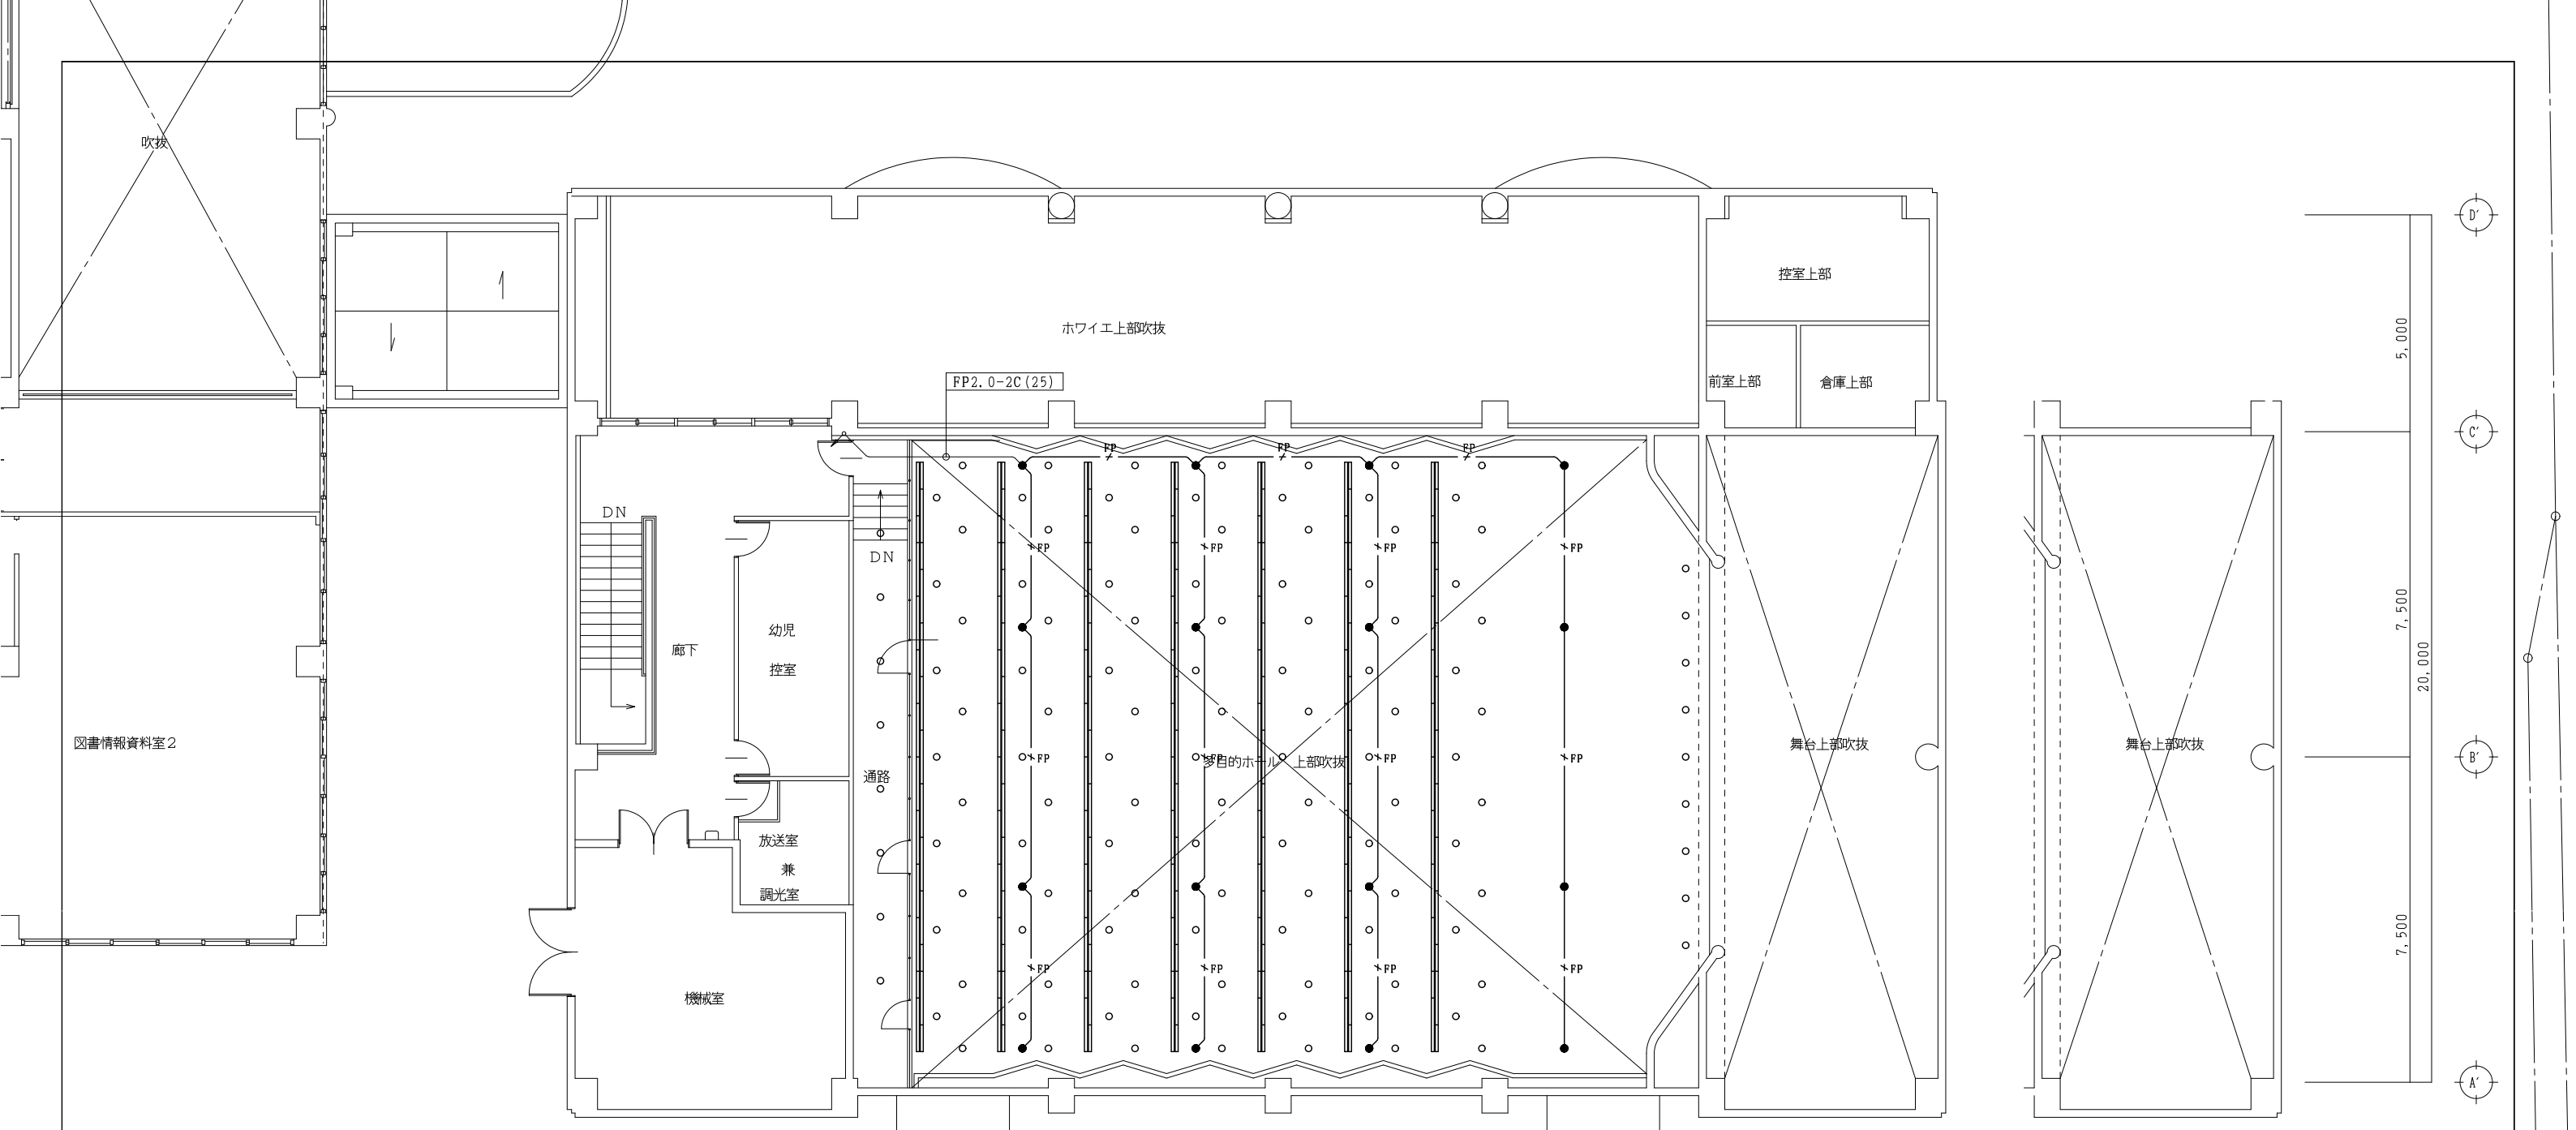 吹抜
D'
控室上部
ホワイエ上部吹抜
5,000
前室上部
倉庫上部
FP2.0-2C(25)
C'
FP
FP
FP
DN
DN
FP
FP
FP
FP
7,500
幼児
控室
廊下
20,000
図書情報資料室2
舞台上部吹抜
舞台上部吹抜
B'
FP
FP
FP
FP
多目的ホール 上部吹抜
通路
放送室
兼
調光室
7,500
FP
FP
FP
FP
機械室
A'